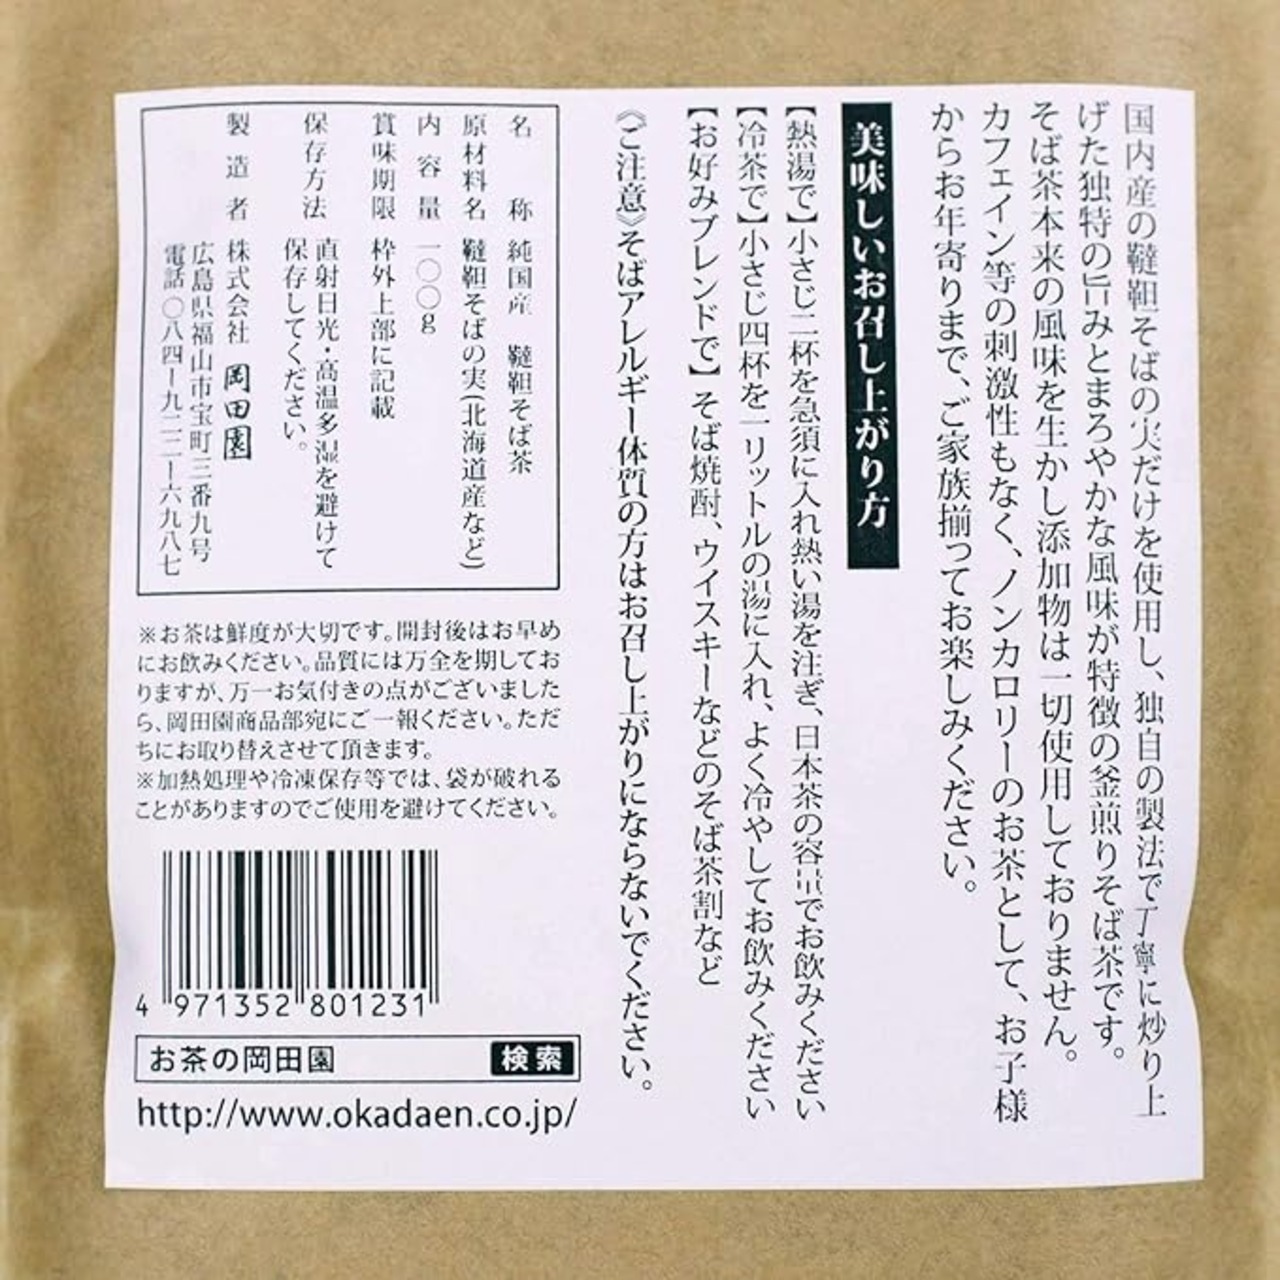 国内産の韃靼そばの実だけを使用し、独自の製法で丁寧に炒り上
げた独特の旨みとまろやかな風味が特徴の釜煎りそば茶です。
そば茶本来の風味を生かし添加物は一切使用しておりません。
カフェイン等の刺激性もなく、ノンカロリーのお茶として、お子様
からお年寄りまで、ご家族揃ってお楽しみください。
美味しいお召し上がり方
【熱湯で】小さじ二杯を急須に入れ熱い湯を注ぎ、日本茶の容量でお飲みください
【冷茶で】小さじ四杯を一リットルの湯に入れ、よく冷やしてお飲みください
【お好みブレンドで】そば焼酎、ウイスキーなどのそば茶割など
《ご注意》そばアレルギー体質の方はお召し上がりにならないでください。
名称 純国産 韃靼そば茶
原材料名 韃靼そばの実(北海道産など)
内容量 一〇〇g
賞味期限 枠外上部に記載
保存方法 直射日光・高温多湿を避けて
保存してください。
製造者 株式会社 岡田園
広島県福山市宝町三番九号
電話 〇八四ー九二二ー六九八七
※お茶は鮮度が大切です。開封後はお早め
にお飲みください。品質には万全を期してお
りますが、万一お気付きの点がございました
ら、岡田園商品部宛にご一報ください。ただ
ちにお取り替えさせて頂きます。
※加熱処理や冷凍保存等では、袋が破れる
ことがありますのでご使用を避けてください。
4 971352 801231
お茶の岡田園 検索
http://www.okadaen.co.jp/